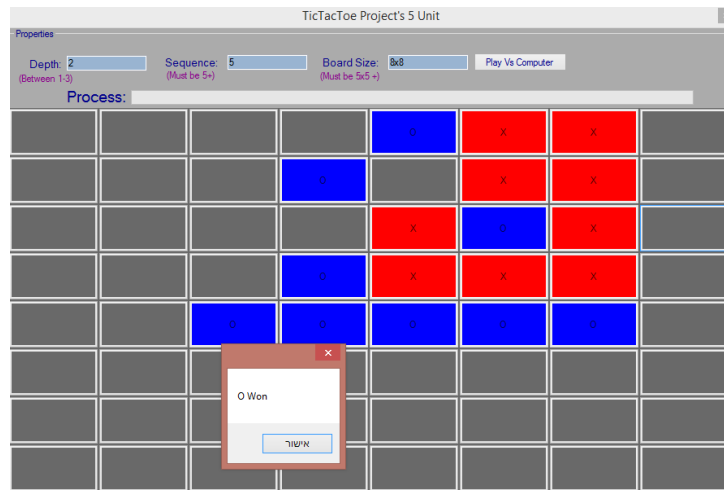 TicTacToe Project's 5 Unit
Properties
Depth: 2 Sequence: 5 Board Size: 8x8 Play Vs Computer
(Between 1-3) (Must be 5+) (Must be 5x5 +)
Process:
O X X
O X X
X O X
O X X X
O O O O O
O Won
אישור